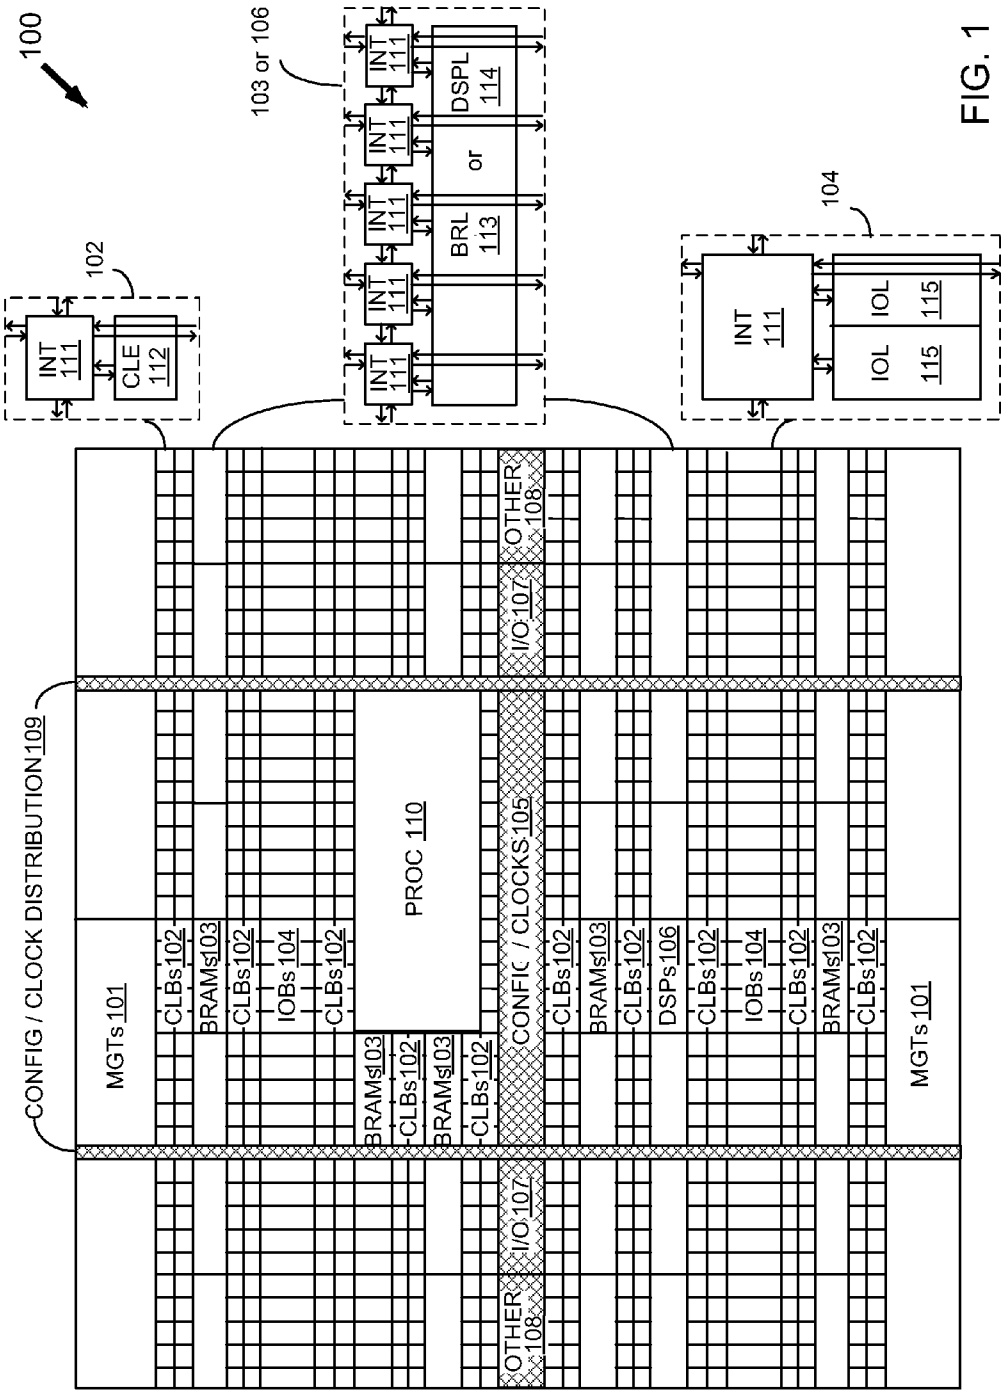 100
CONFIG / CLOCK DISTRIBUTION 109
MGTs 101
CLBs 102
BRAMs 103
CLBs 102
IOBs 104
CLBs 102
BRAMs 103
CLBs 102
BRAMs 103
CLBs 102
PROC 110
OTHER 108
I/O 107
CONFIG / CLOCKS 105
I/O 107
OTHER 108
CLBs 102
BRAMs 103
CLBs 102
DSPs 106
CLBs 102
IOBs 104
CLBs 102
BRAMs 103
CLBs 102
MGTs 101
102
INT
111
CLE
112
103 or 106
INT
111
INT
111
INT
111
INT
111
INT
111
BRL
113
or
DSPL
114
104
INT
111
IOL
115
IOL
115
FIG. 1